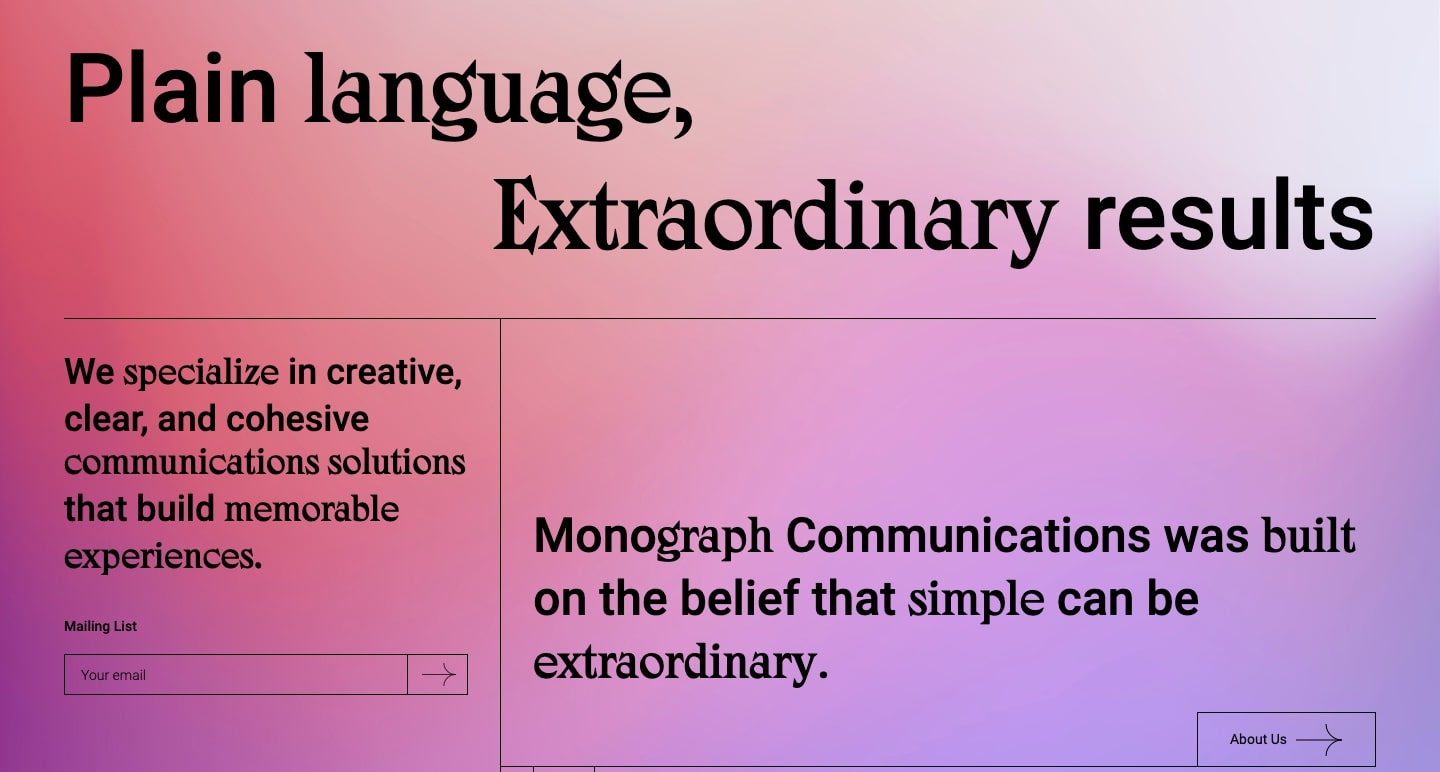 Plain language,
Extraordinary results
We specialize in creative,
clear, and cohesive
communications solutions
that build memorable
experiences.
Mailing List
Your email
Monograph Communications was built
on the belief that simple can be
extraordinary.
About Us